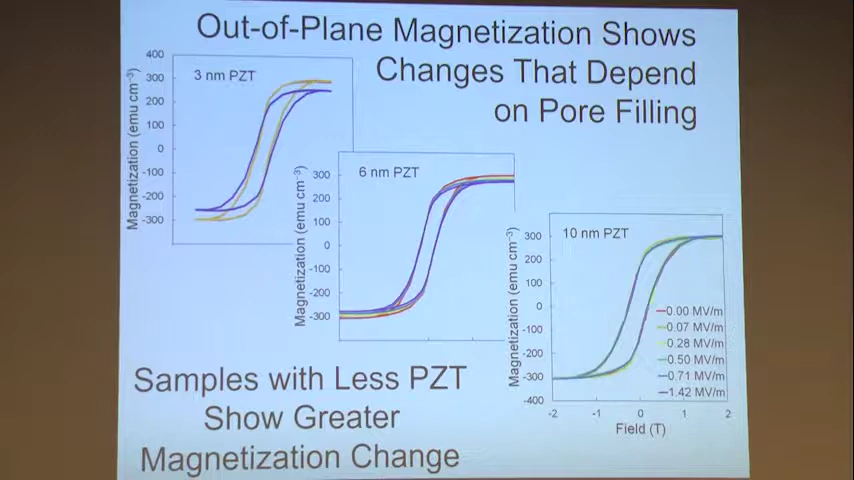 Out-of-Plane Magnetization Shows
Changes That Depend
on Pore Filling
3 nm PZT
Magnetization (emu cm⁻³)
400
300
200
100
0
-100
-200
-300
6 nm PZT
Magnetization (emu cm⁻³)
300
200
100
0
-100
-200
-300
10 nm PZT
Magnetization (emu cm⁻³)
300
200
100
0
-100
-200
-300
-400
-2 -1 0 1 2
Field (T)
0.00 MV/m
0.07 MV/m
0.28 MV/m
0.50 MV/m
0.71 MV/m
1.42 MV/m
Samples with Less PZT
Show Greater
Magnetization Change